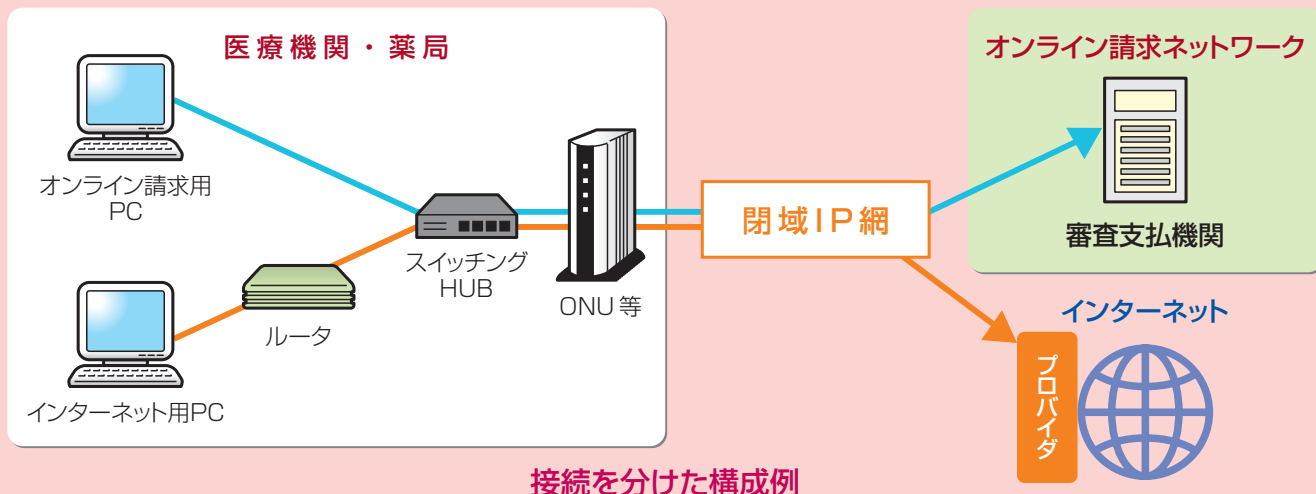 医療機関・薬局
オンライン請求ネットワーク
オンライン請求用
PC
スイッチング
HUB
ONU等
閉域IP網
審査支払機関
ルータ
インターネット用PC
インターネット
プロバイダ
接続を分けた構成例